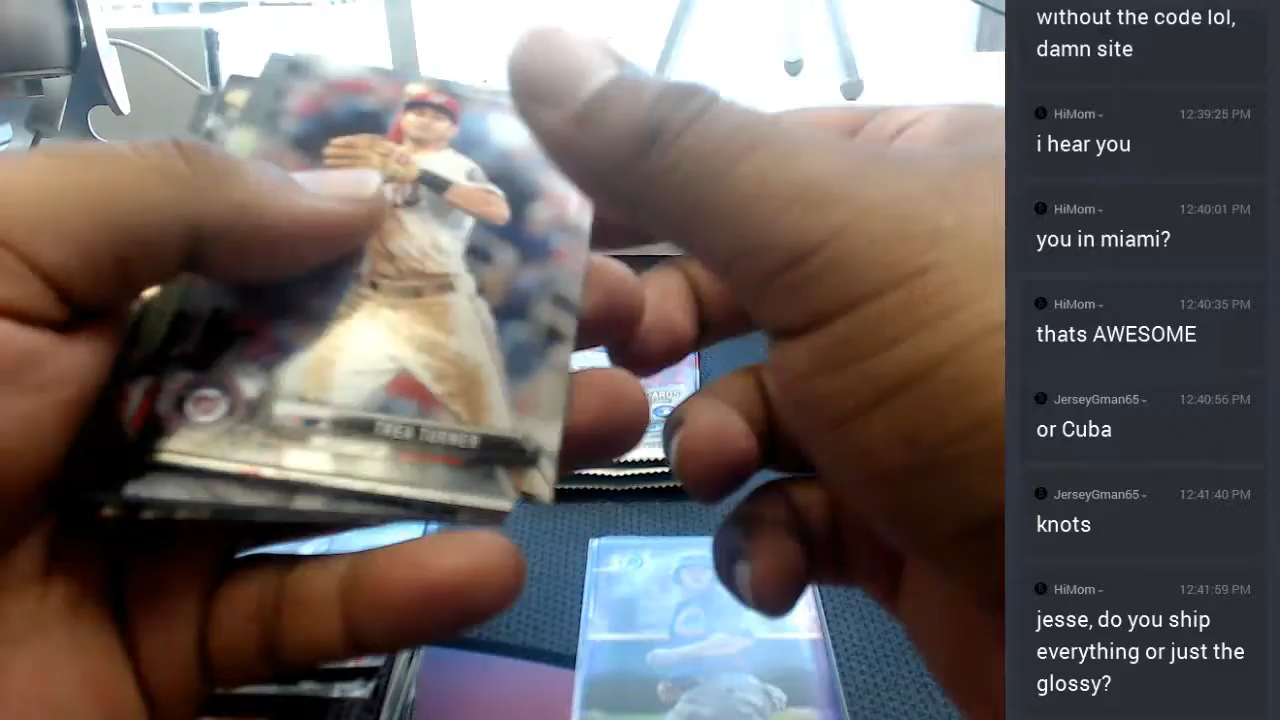 TREA TURNER
without the code lol,
damn site
HiMom - 12:39:25 PM
i hear you
HiMom - 12:40:01 PM
you in miami?
HiMom - 12:40:35 PM
thats AWESOME
JerseyGman65 - 12:40:56 PM
or Cuba
JerseyGman65 - 12:41:40 PM
knots
HiMom - 12:41:59 PM
jesse, do you ship
everything or just the
glossy?